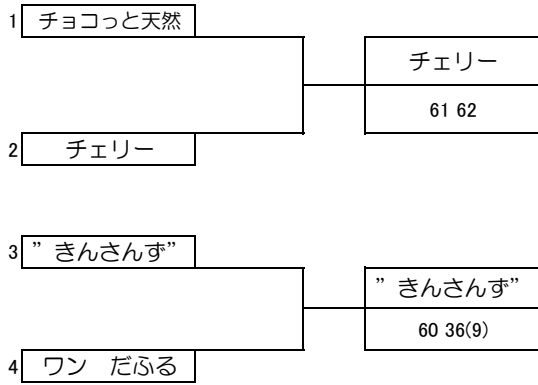 1 チョコっと天然
チェリー
61 62
2 チェリー
3 ”きんさんず”
”きんさんず”
60 36(9)
4 ワン　だふる